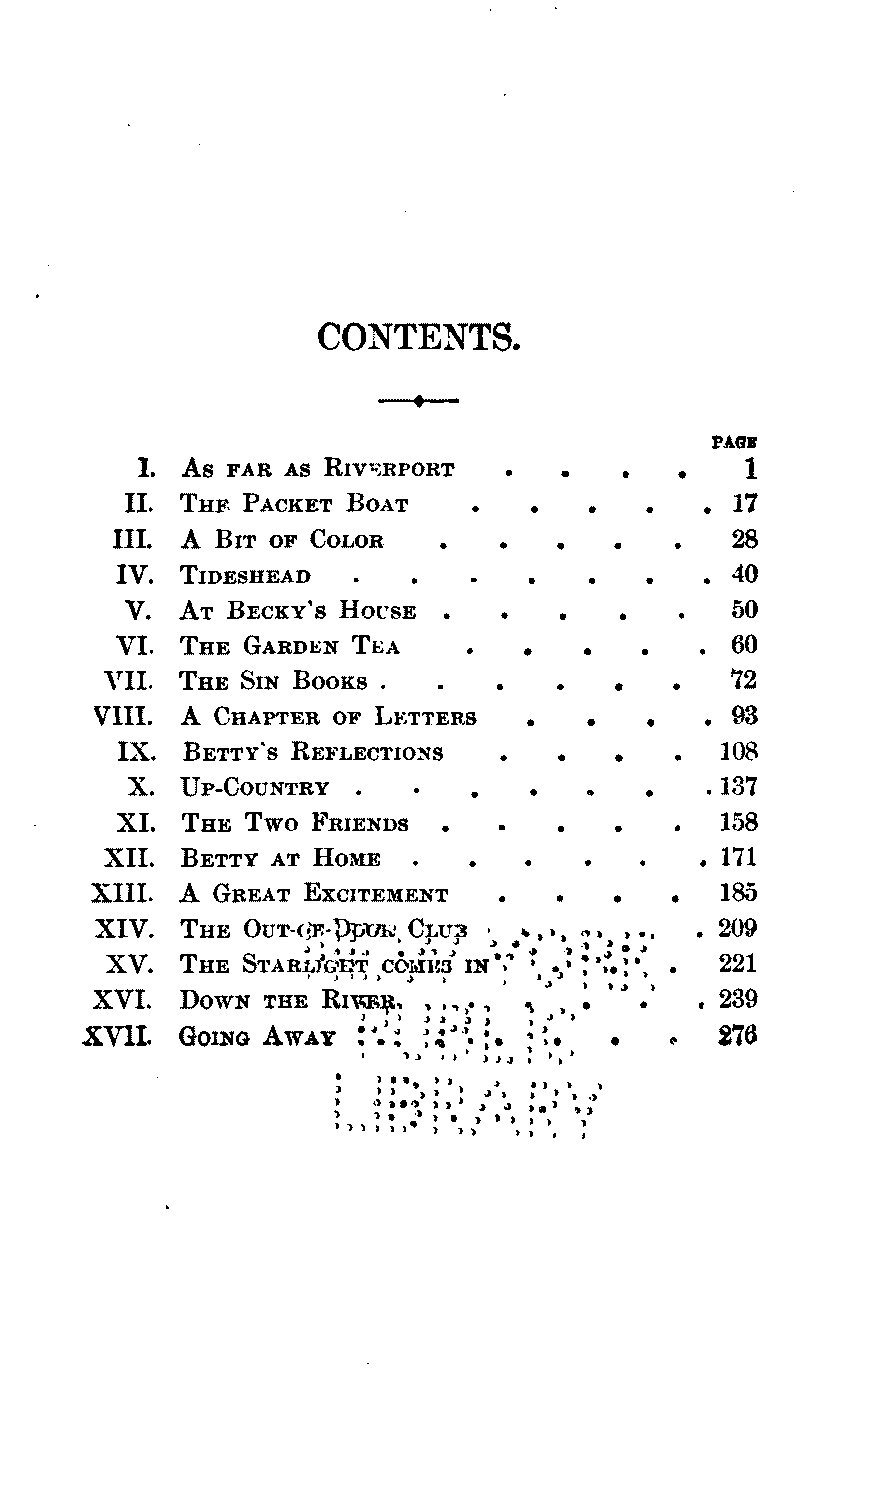 CONTENTS.
PAGE
I. As far as Riverport . . . . 1
II. The Packet Boat . . . . . 17
III. A Bit of Color . . . . . 28
IV. Tideshead . . . . . . . 40
V. At Becky's House . . . . . 50
VI. The Garden Tea . . . . . 60
VII. The Sin Books . . . . . . 72
VIII. A Chapter of Letters . . . . 93
IX. Betty's Reflections . . . . 108
X. Up-Country . . . . . . . 137
XI. The Two Friends . . . . . 158
XII. Betty at Home . . . . . . 171
XIII. A Great Excitement . . . . 185
XIV. The Out-of-Door Club . 209
XV. The Starlight comes in . 221
XVI. Down the River . . . 239
XVII. Going Away . . 276
YORK
PUBLIC
LIBRARY